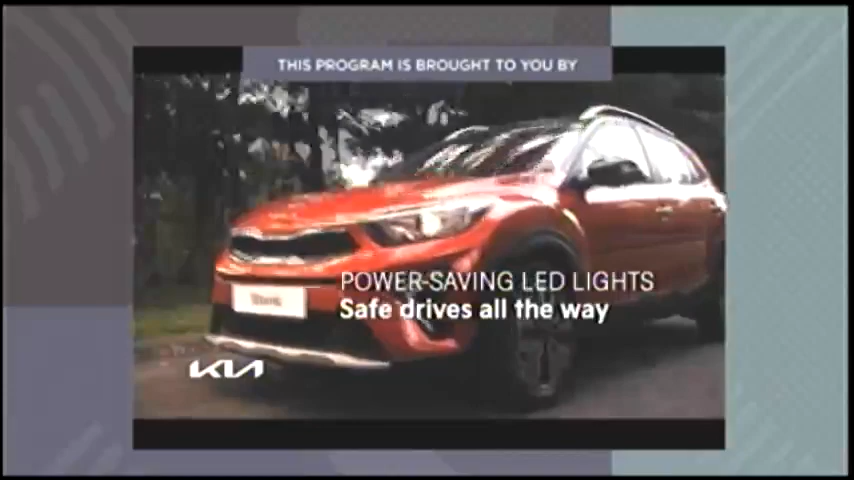 THIS PROGRAM IS BROUGHT TO YOU BY
POWER-SAVING LED LIGHTS
Safe drives all the way
KIA